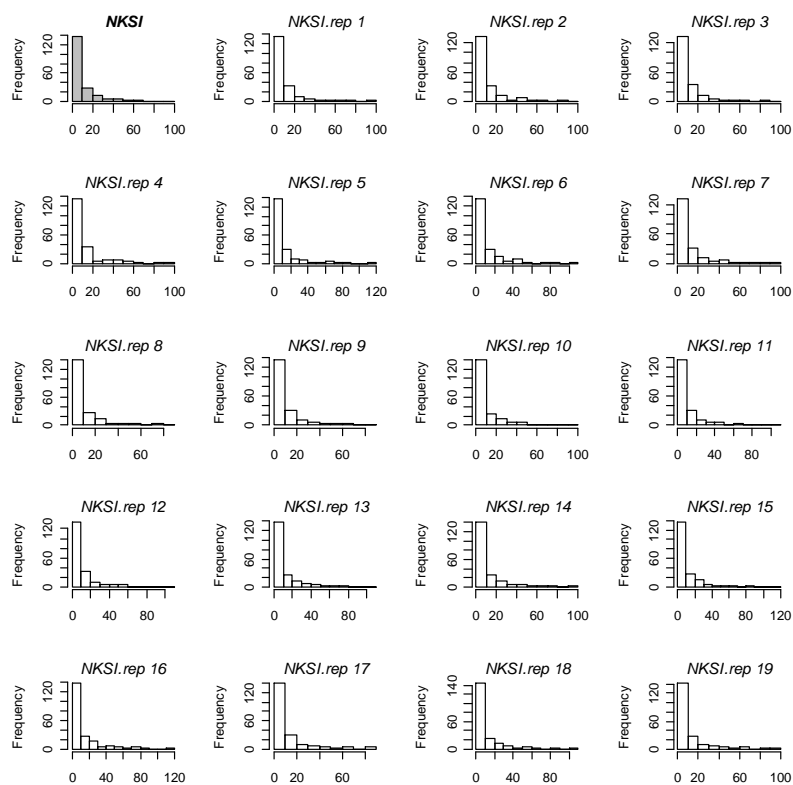 NKSI
Frequency
0 60 120
0 20 60 100
NKSI.rep 1
Frequency
0 60 120
0 20 60 100
NKSI.rep 2
Frequency
0 60 120
0 20 60 100
NKSI.rep 3
Frequency
0 60 120
0 20 60 100
NKSI.rep 4
Frequency
0 60 120
0 20 60 100
NKSI.rep 5
Frequency
0 60 120
0 40 80 120
NKSI.rep 6
Frequency
0 60 120
0 40 80
NKSI.rep 7
Frequency
0 60 120
0 20 60 100
NKSI.rep 8
Frequency
0 60 120
0 20 60
NKSI.rep 9
Frequency
0 60 120
0 40 80
NKSI.rep 10
Frequency
0 60 120
0 20 60 100
NKSI.rep 11
Frequency
0 60 120
0 40 80
NKSI.rep 12
Frequency
0 60 120
0 40 80
NKSI.rep 13
Frequency
0 60 120
0 40 80
NKSI.rep 14
Frequency
0 60 120
0 20 60 100
NKSI.rep 15
Frequency
0 60 120
0 40 80 120
NKSI.rep 16
Frequency
0 60 120
0 40 80 120
NKSI.rep 17
Frequency
0 60 120
0 20 60
NKSI.rep 18
Frequency
0 60 140
0 40 80
NKSI.rep 19
Frequency
0 60 120
0 20 60 100